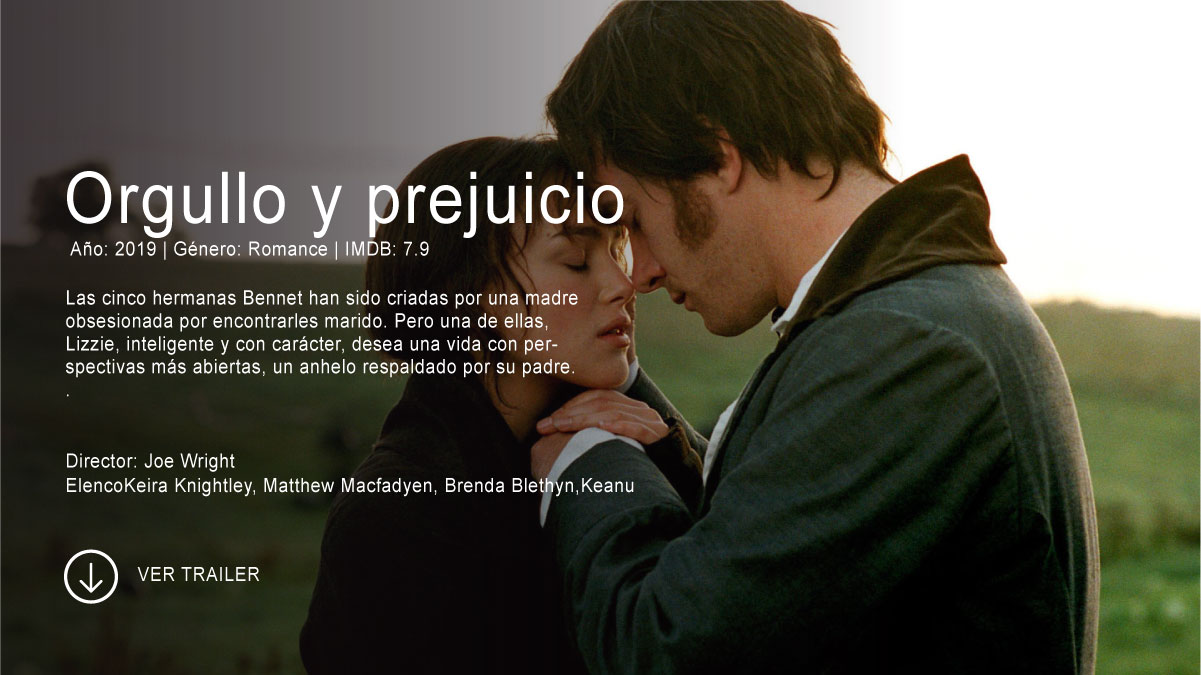 Orgullo y prejuicio
Año: 2019 | Género: Romance | IMDB: 7.9
Las cinco hermanas Bennet han sido criadas por una madre
obsesionada por encontrarles marido. Pero una de ellas,
Lizzie, inteligente y con carácter, desea una vida con per-
spectivas más abiertas, un anhelo respaldado por su padre.
.
Director: Joe Wright
ElencoKeira Knightley, Matthew Macfadyen, Brenda Blethyn,Keanu
VER TRAILER